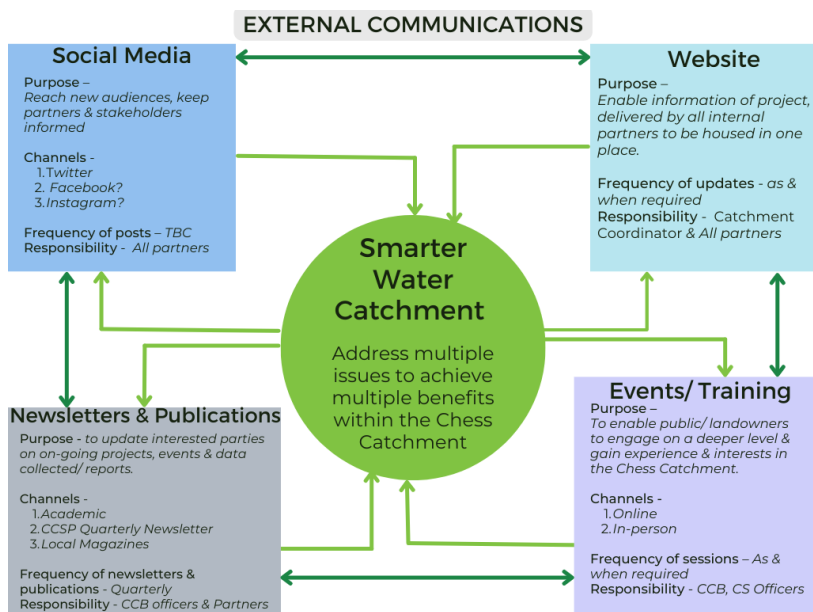 EXTERNAL COMMUNICATIONS
Social Media
Purpose –
Reach new audiences, keep
partners & stakeholders
informed
Channels -
1.Twitter
2. Facebook?
3.Instagram?
Frequency of posts – TBC
Responsibility - All partners
Website
Purpose –
Enable information of project,
delivered by all internal
partners to be housed in one
place.
Frequency of updates - as &
when required
Responsibility - Catchment
Coordinator & All partners
Smarter
Water
Catchment
Address multiple
issues to achieve
multiple benefits
within the Chess
Catchment
Newsletters & Publications
Purpose - to update interested parties
on on-going projects, events & data
collected/ reports.
Channels -
1.Academic
2.CCSP Quarterly Newsletter
3.Local Magazines
Frequency of newsletters &
publications - Quarterly
Responsibility - CCB officers & Partners
Events/ Training
Purpose –
To enable public/ landowners
to engage on a deeper level &
gain experience & interests in
the Chess Catchment.
Channels -
1.Online
2.In-person
Frequency of sessions – As &
when required
Responsibility - CCB, CS Officers